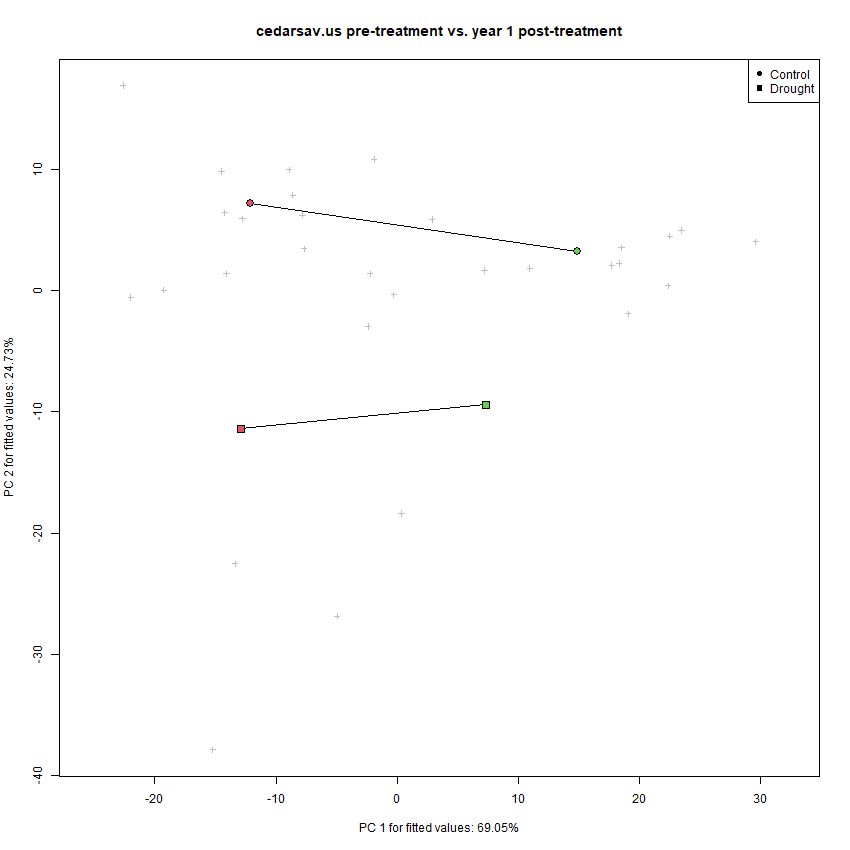 cedarsav.us pre-treatment vs. year 1 post-treatment
Control
Drought
10
0
-10
-20
-30
-40
PC 2 for fitted values: 24.73%
-20
-10
0
10
20
30
PC 1 for fitted values: 69.05%